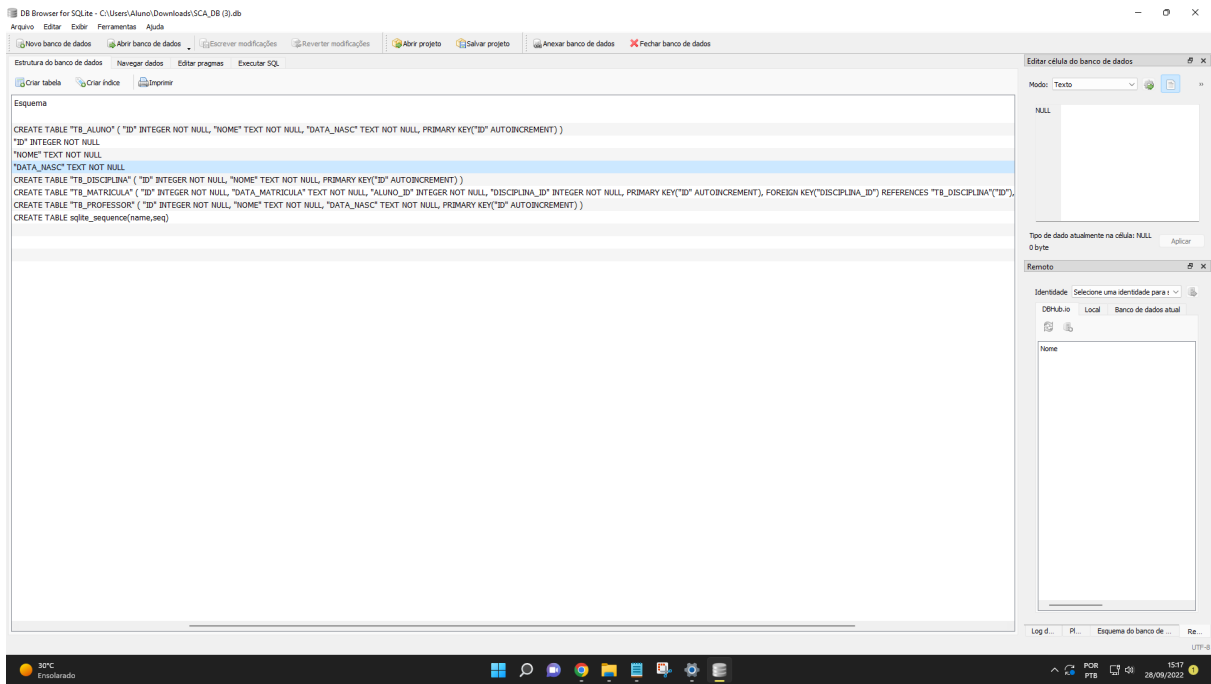 DB Browser for SQLite - C:\Users\Aluno\Downloads\SCA_DB (3).db
Arquivo Editar Exibir Ferramentas Ajuda
Novo banco de dados Abrir banco de dados Escrever modificações Reverter modificações Abrir projeto Salvar projeto Anexar banco de dados Fechar banco de dados
Estrutura do banco de dados Navegar dados Editar pragmas Executar SQL
Criar tabela Criar índice Imprimir
Esquema
CREATE TABLE "TB_ALUNO" ( "ID" INTEGER NOT NULL, "NOME" TEXT NOT NULL, "DATA_NASC" TEXT NOT NULL, PRIMARY KEY("ID" AUTOINCREMENT) )
"ID" INTEGER NOT NULL
"NOME" TEXT NOT NULL
"DATA_NASC" TEXT NOT NULL
CREATE TABLE "TB_DISCIPLINA" ( "ID" INTEGER NOT NULL, "NOME" TEXT NOT NULL, PRIMARY KEY("ID" AUTOINCREMENT) )
CREATE TABLE "TB_MATRICULA" ( "ID" INTEGER NOT NULL, "DATA_MATRICULA" TEXT NOT NULL, "ALUNO_ID" INTEGER NOT NULL, "DISCIPLINA_ID" INTEGER NOT NULL, PRIMARY KEY("ID" AUTOINCREMENT), FOREIGN KEY("DISCIPLINA_ID") REFERENCES "TB_DISCIPLINA"("ID"),
CREATE TABLE "TB_PROFESSOR" ( "ID" INTEGER NOT NULL, "NOME" TEXT NOT NULL, "DATA_NASC" TEXT NOT NULL, PRIMARY KEY("ID" AUTOINCREMENT) )
CREATE TABLE sqlite_sequence(name,seq)
Editar célula do banco de dados
Modo: Texto
NULL
Tipo de dado atualmente na célula: NULL
0 byte
Aplicar
Remoto
Identidade Selecione uma identidade para s
DBHub.io Local Banco de dados atual
Nome
Log d... Pl... Esquema do banco de ... Re...
UTF-8
30°C
Ensolarado
POR
PTB
15:17
28/09/2022
1